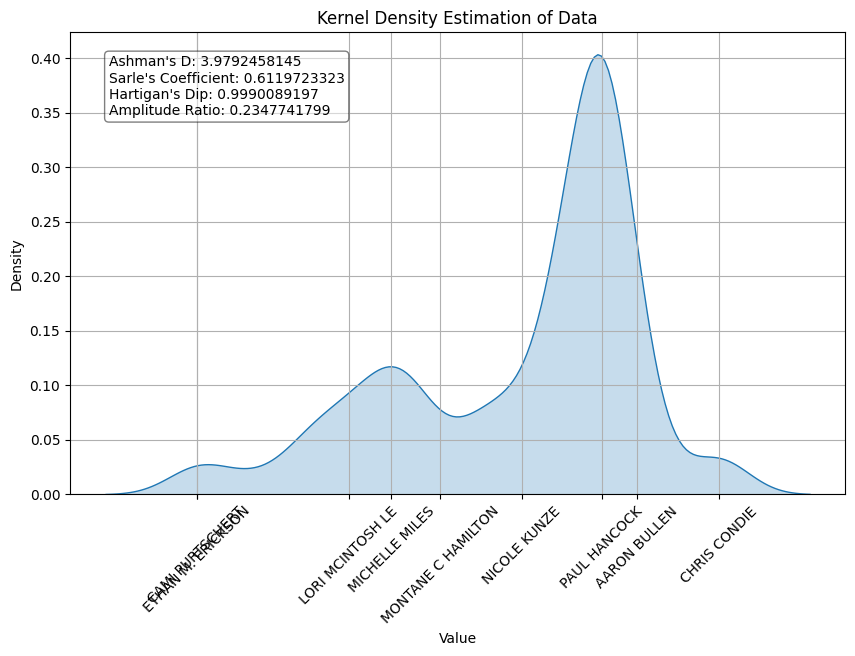 Kernel Density Estimation of Data
Ashman's D: 3.9792458145
Sarle's Coefficient: 0.6119723323
Hartigan's Dip: 0.9990089197
Amplitude Ratio: 0.2347741799
Density
0.40
0.35
0.30
0.25
0.20
0.15
0.10
0.05
0.00
CAMI
ETHAN M. ERICKSON
LORI MCINTOSH LE
MICHELLE MILES
MONTANE C HAMILTON
NICOLE KUNZE
PAUL HANCOCK
AARON BULLEN
CHRIS CONDIE
Value